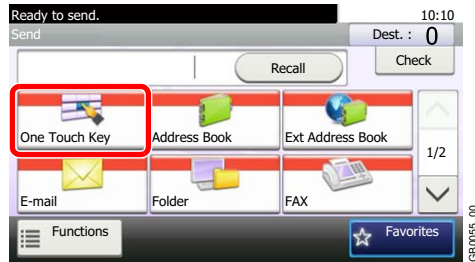 Ready to send. 10:10
Send Dest. : 0
Recall Check
One Touch Key Address Book Ext Address Book
1/2
E-mail Folder FAX
Functions Favorites
GB0055_00